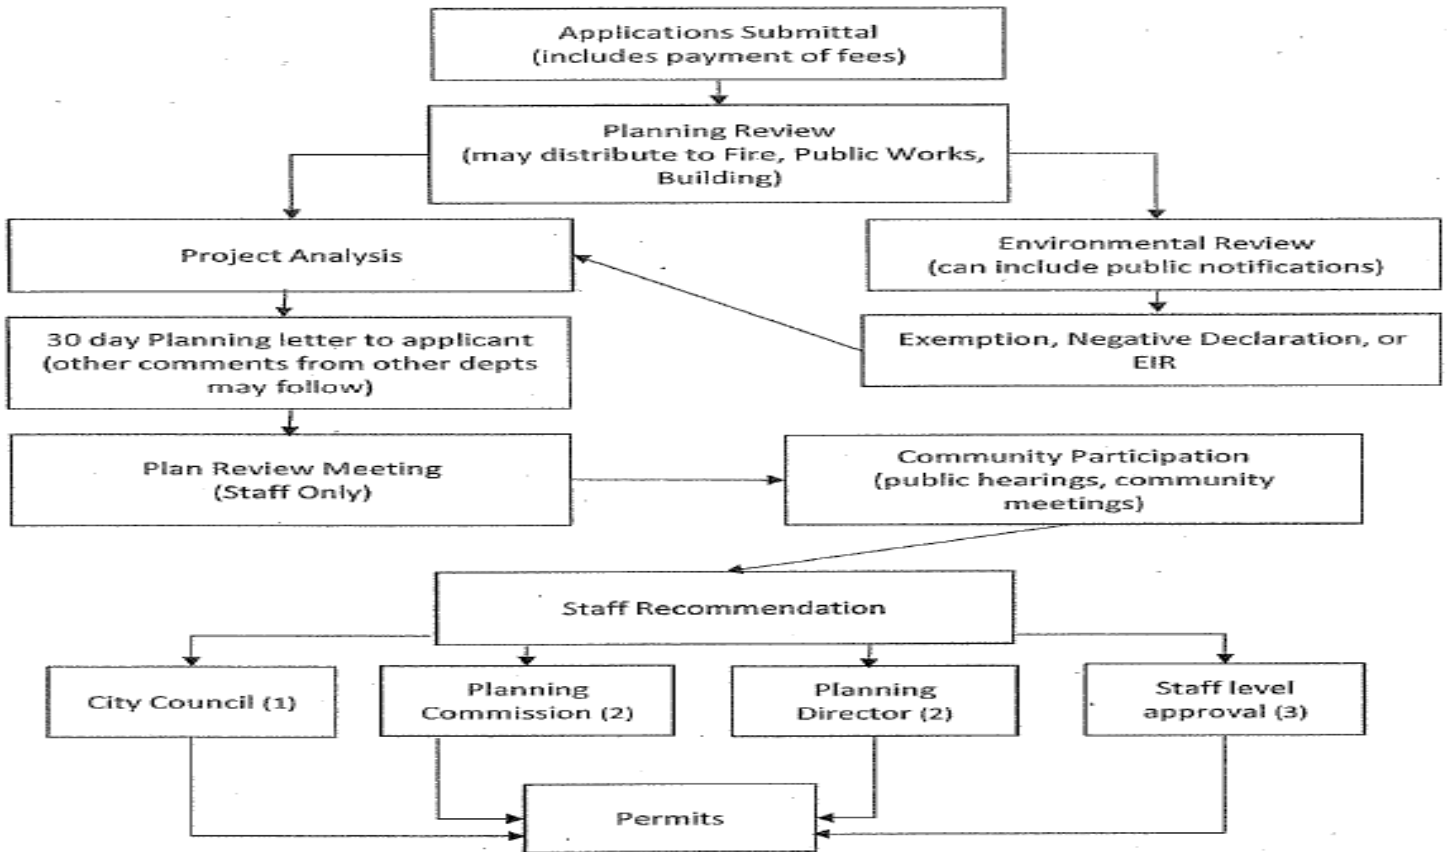 Applications Submittal
(includes payment of fees)
Planning Review
(may distribute to Fire, Public Works,
Building)
Project Analysis
Environmental Review
(can include public notifications)
30 day Planning letter to applicant
(other comments from other depts
may follow)
Exemption, Negative Declaration, or
EIR
Plan Review Meeting
(Staff Only)
Community Participation
(public hearings, community
meetings)
Staff Recommendation
City Council (1)
Planning
Commission (2)
Planning
Director (2)
Staff level
approval (3)
Permits